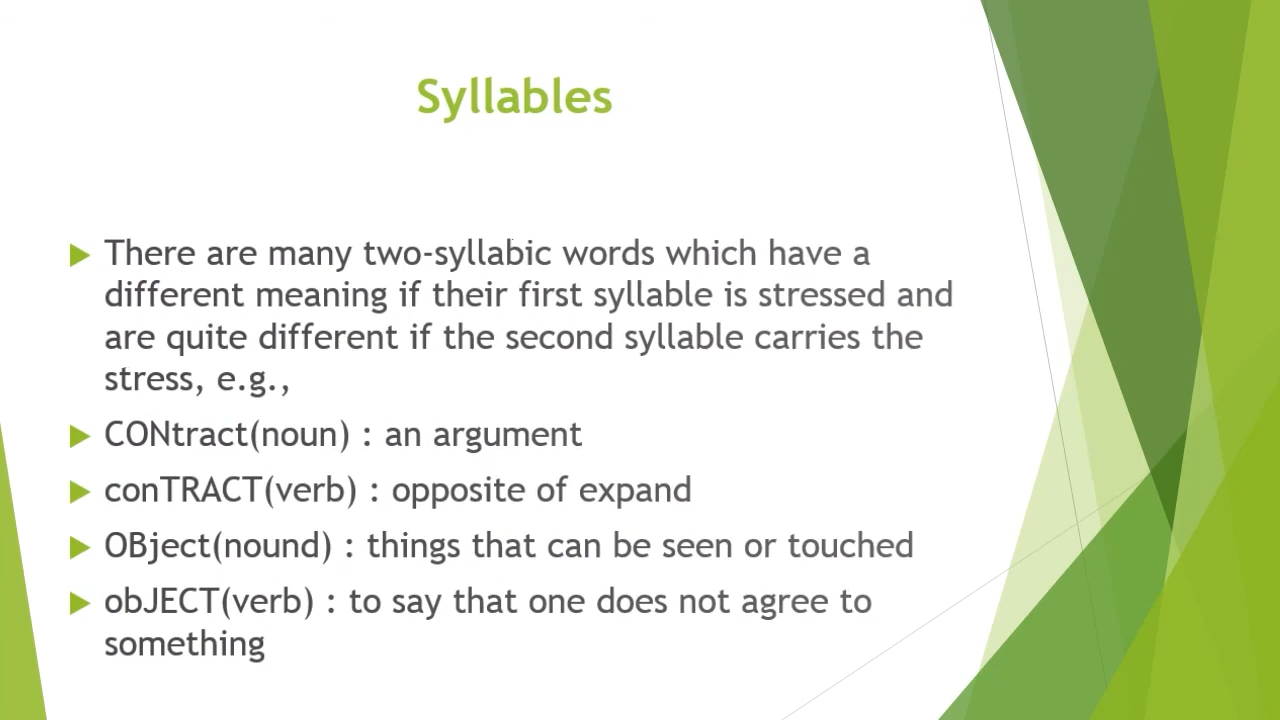 Syllables
There are many two-syllabic words which have a
different meaning if their first syllable is stressed and
are quite different if the second syllable carries the
stress, e.g.,
CONtract(noun) : an argument
conTRACT(verb) : opposite of expand
OBject(nound) : things that can be seen or touched
obJECT(verb) : to say that one does not agree to
something